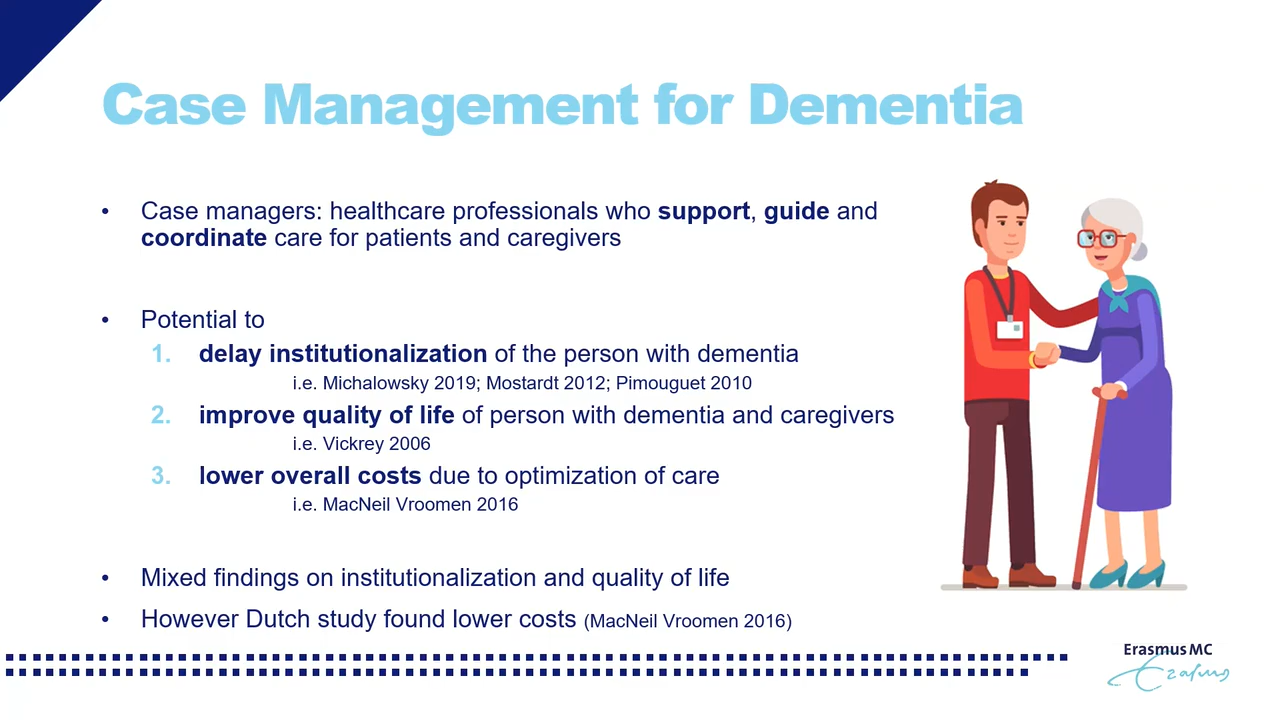 Case Management for Dementia
• Case managers: healthcare professionals who support, guide and
coordinate care for patients and caregivers
• Potential to
1. delay institutionalization of the person with dementia
i.e. Michalowsky 2019; Mostardt 2012; Pimouguet 2010
2. improve quality of life of person with dementia and caregivers
i.e. Vickrey 2006
3. lower overall costs due to optimization of care
i.e. MacNeil Vroomen 2016
• Mixed findings on institutionalization and quality of life
• However Dutch study found lower costs (MacNeil Vroomen 2016)
Erasmus MC
Erasmus